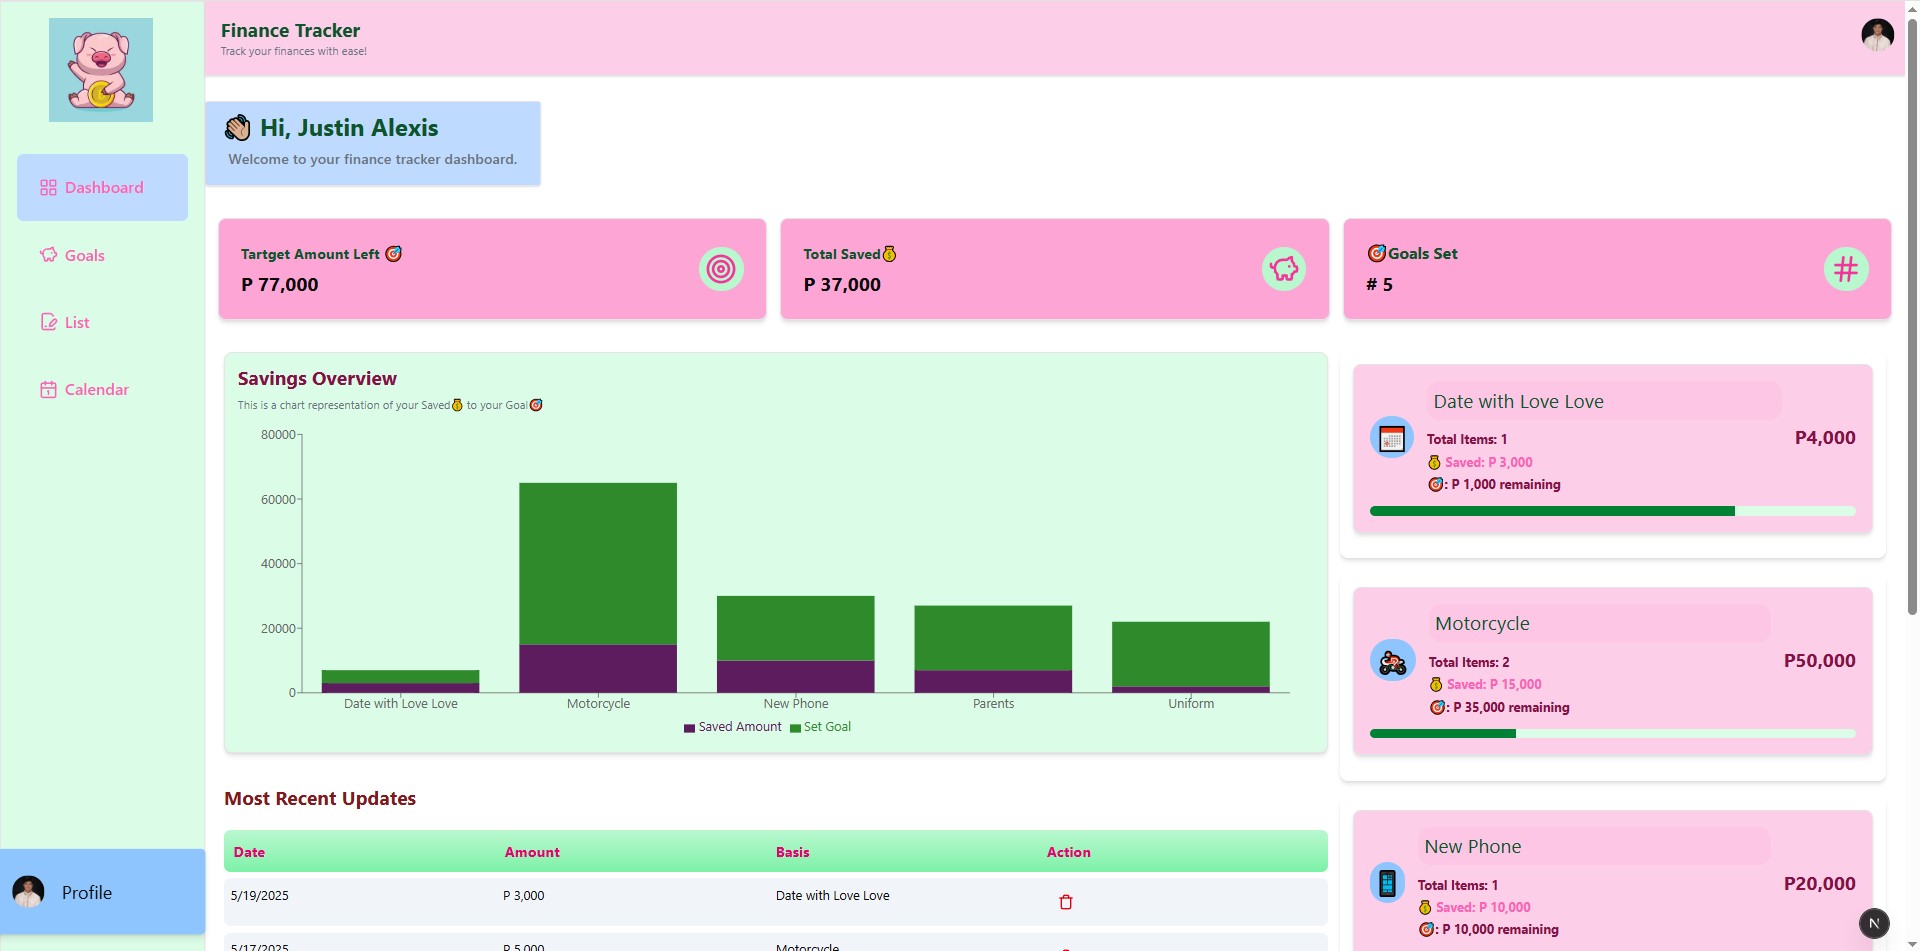 Finance Tracker
Track your finances with ease!
👋🏼 Hi, Justin Alexis
Welcome to your finance tracker dashboard.
Dashboard
Goals
List
Calendar
Profile
Tartget Amount Left 🎯
P 77,000
Total Saved💰
P 37,000
🎯Goals Set
# 5
Savings Overview
This is a chart representation of your Saved💰 to your Goal🎯
80000
60000
40000
20000
0
Date with Love Love
Motorcycle
New Phone
Parents
Uniform
Saved Amount
Set Goal
Most Recent Updates
Date Amount Basis Action
5/19/2025 P 3,000 Date with Love Love
5/17/2025 P 5,000 Motorcycle
Date with Love Love
Total Items: 1
P4,000
💰 Saved: P 3,000
🎯: P 1,000 remaining
Motorcycle
Total Items: 2
P50,000
💰 Saved: P 15,000
🎯: P 35,000 remaining
New Phone
Total Items: 1
P20,000
💰 Saved: P 10,000
🎯: P 10,000 remaining
N